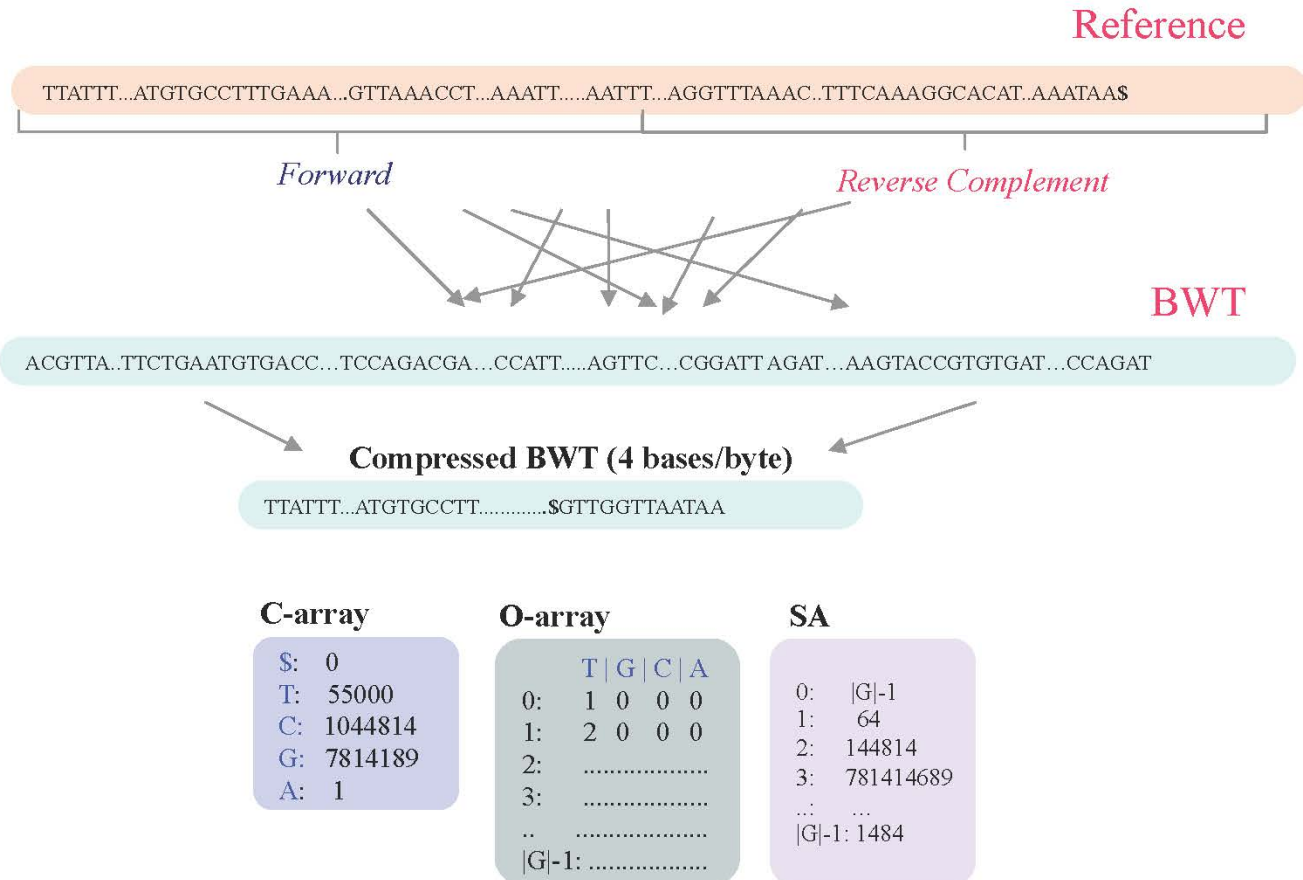 Reference
TTATTT...ATGTGCCTTTGAAA...GTTAAACCT...AAATT.....AATTT...AGGTTTAAAC..TTTCAAAGGCACAT..AAATAA$
Forward
Reverse Complement
BWT
ACGTTA..TTCTGAATGTGACC...TCCAGACGA...CCATT.....AGTTC...CGGATT AGAT...AAGTACCGTGTGAT...CCAGAT
Compressed BWT (4 bases/byte)
TTATTT...ATGTGCCTT.............$GTTGGTTAATAA
C-array
$: 0
T: 55000
C: 1044814
G: 7814189
A: 1
O-array
T | G | C | A
0: 1 0 0 0
1: 2 0 0 0
2: ...................
3: ...................
.. ....................
|G|-1: ..................
SA
0: |G|-1
1: 64
2: 144814
3: 781414689
...: ...
|G|-1: 1484